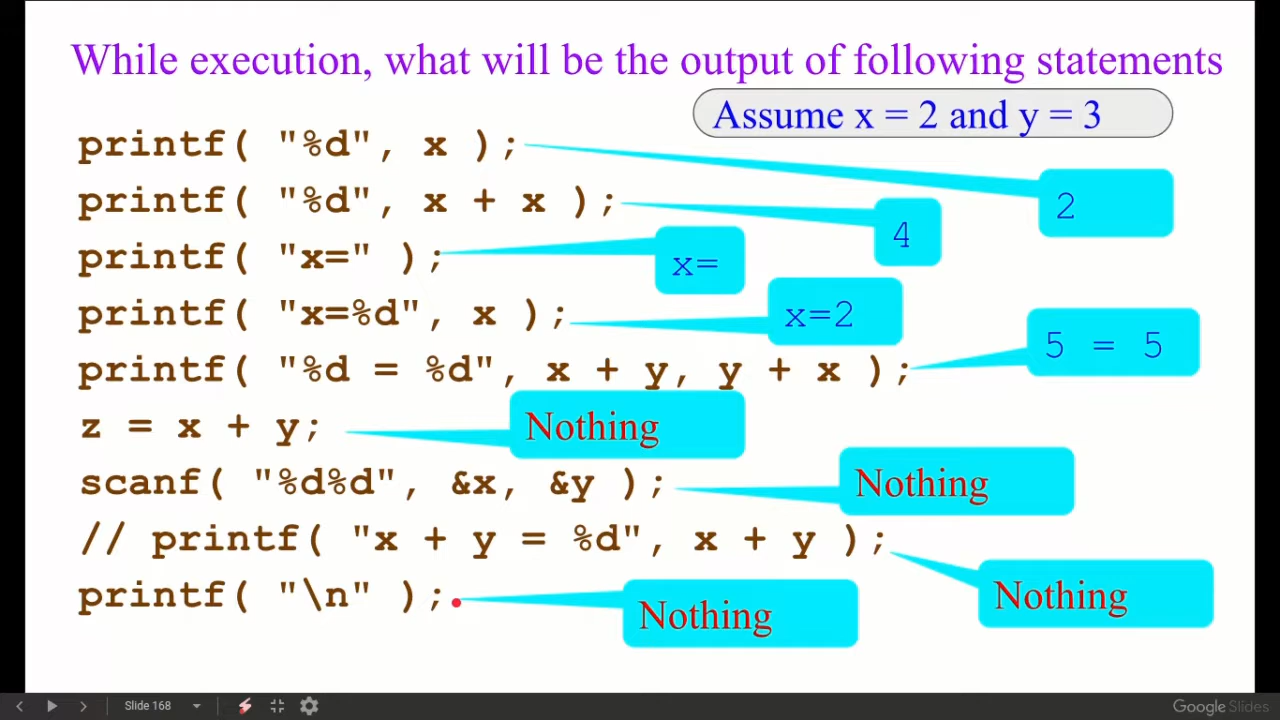 While execution, what will be the output of following statements
Assume x = 2 and y = 3
printf( "%d", x );
2
printf( "%d", x + x );
4
printf( "x=" );
x=
printf( "x=%d", x );
x=2
printf( "%d = %d", x + y, y + x );
5 = 5
z = x + y;
Nothing
scanf( "%d%d", &x, &y );
Nothing
// printf( "x + y = %d", x + y );
Nothing
printf( "\n" );
Nothing
Slide 168
Google Slides